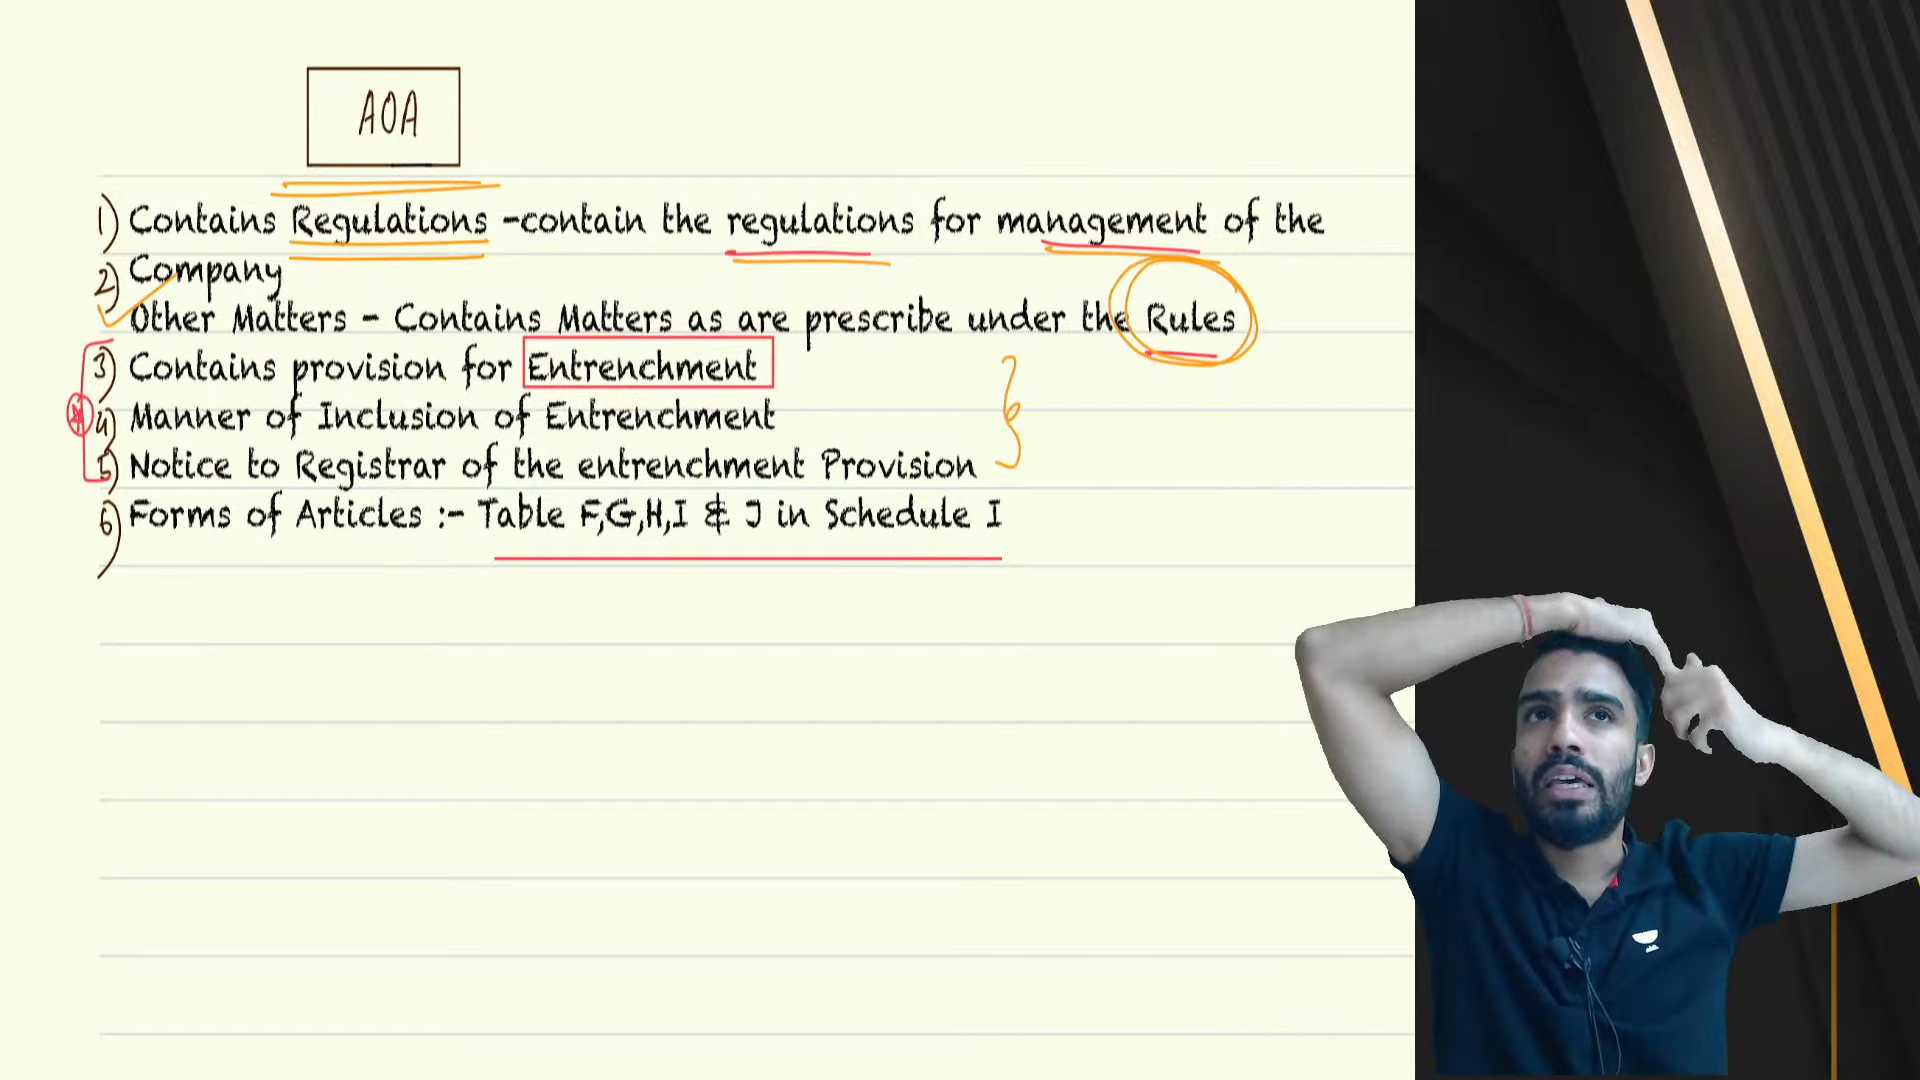 AOA
1) Contains Regulations -contain the regulations for management of the
2) Company
Other Matters - Contains Matters as are prescribe under the Rules
3) Contains provision for Entrenchment
4) Manner of Inclusion of Entrenchment
5) Notice to Registrar of the entrenchment Provision
6) Forms of Articles :- Table F,G,H,I & J in Schedule I